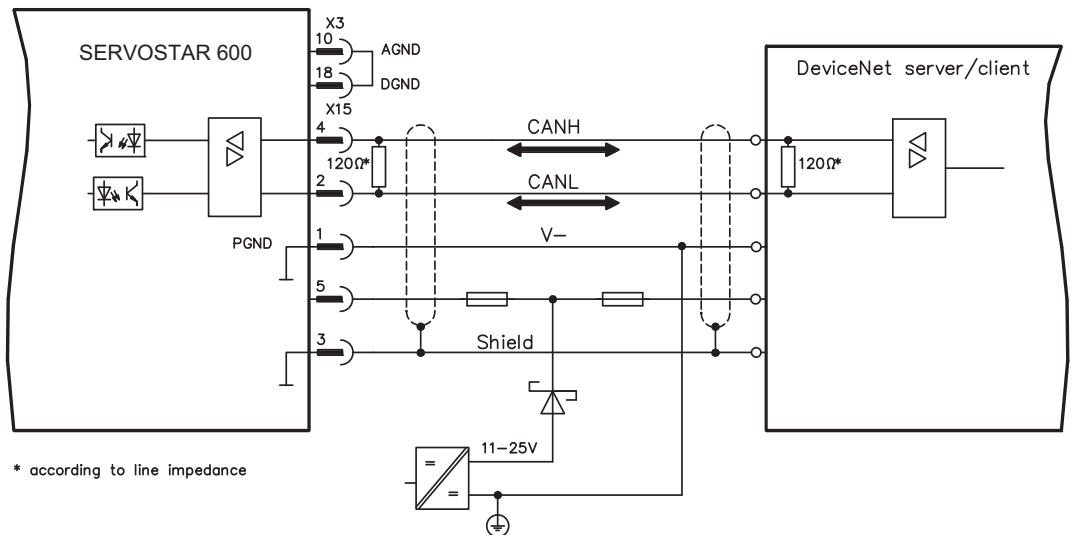 SERVOSTAR 600
X3
10
AGND
18
DGND
X15
4
CANH
120Ω*
2
CANL
PGND
1
V–
5
3
Shield
DeviceNet server/client
120Ω*
11–25V
=
=
* according to line impedance